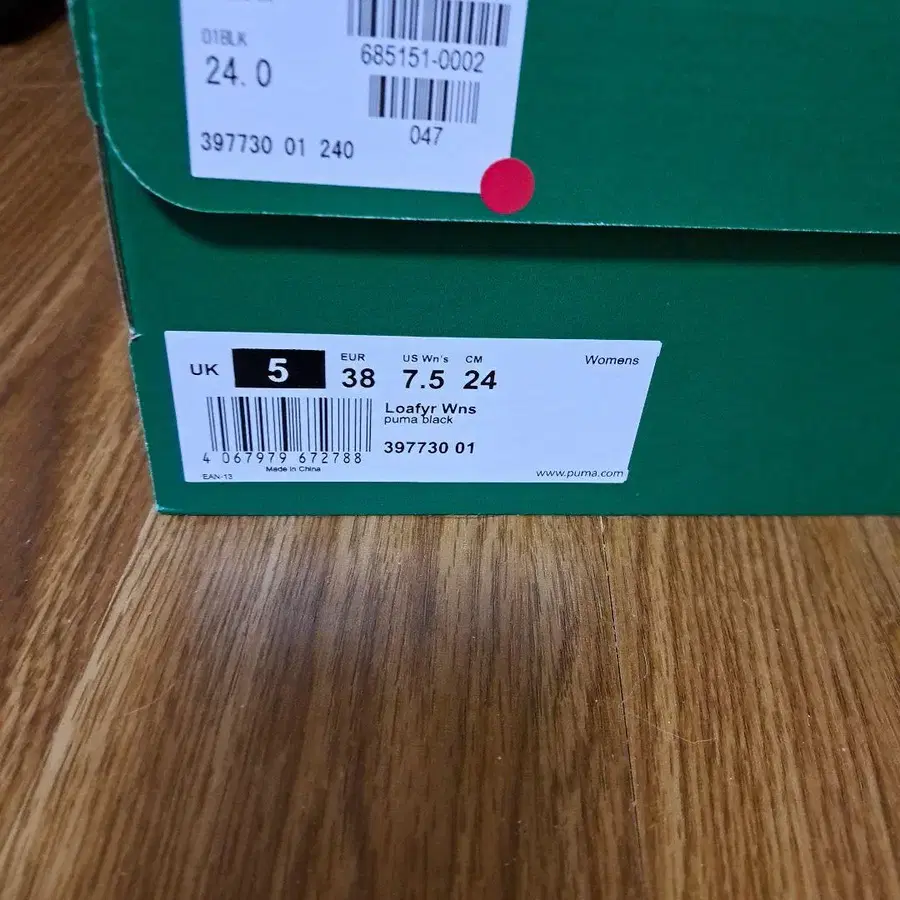 01BLK
24.0
685151-0002
047
397730 01 240
UK 5 EUR 38 US Wn's 7.5 CM 24 Womens
Loafyr Wns
puma black
397730 01
4 067979 672788
Made in China
EAN-13
www.puma.com